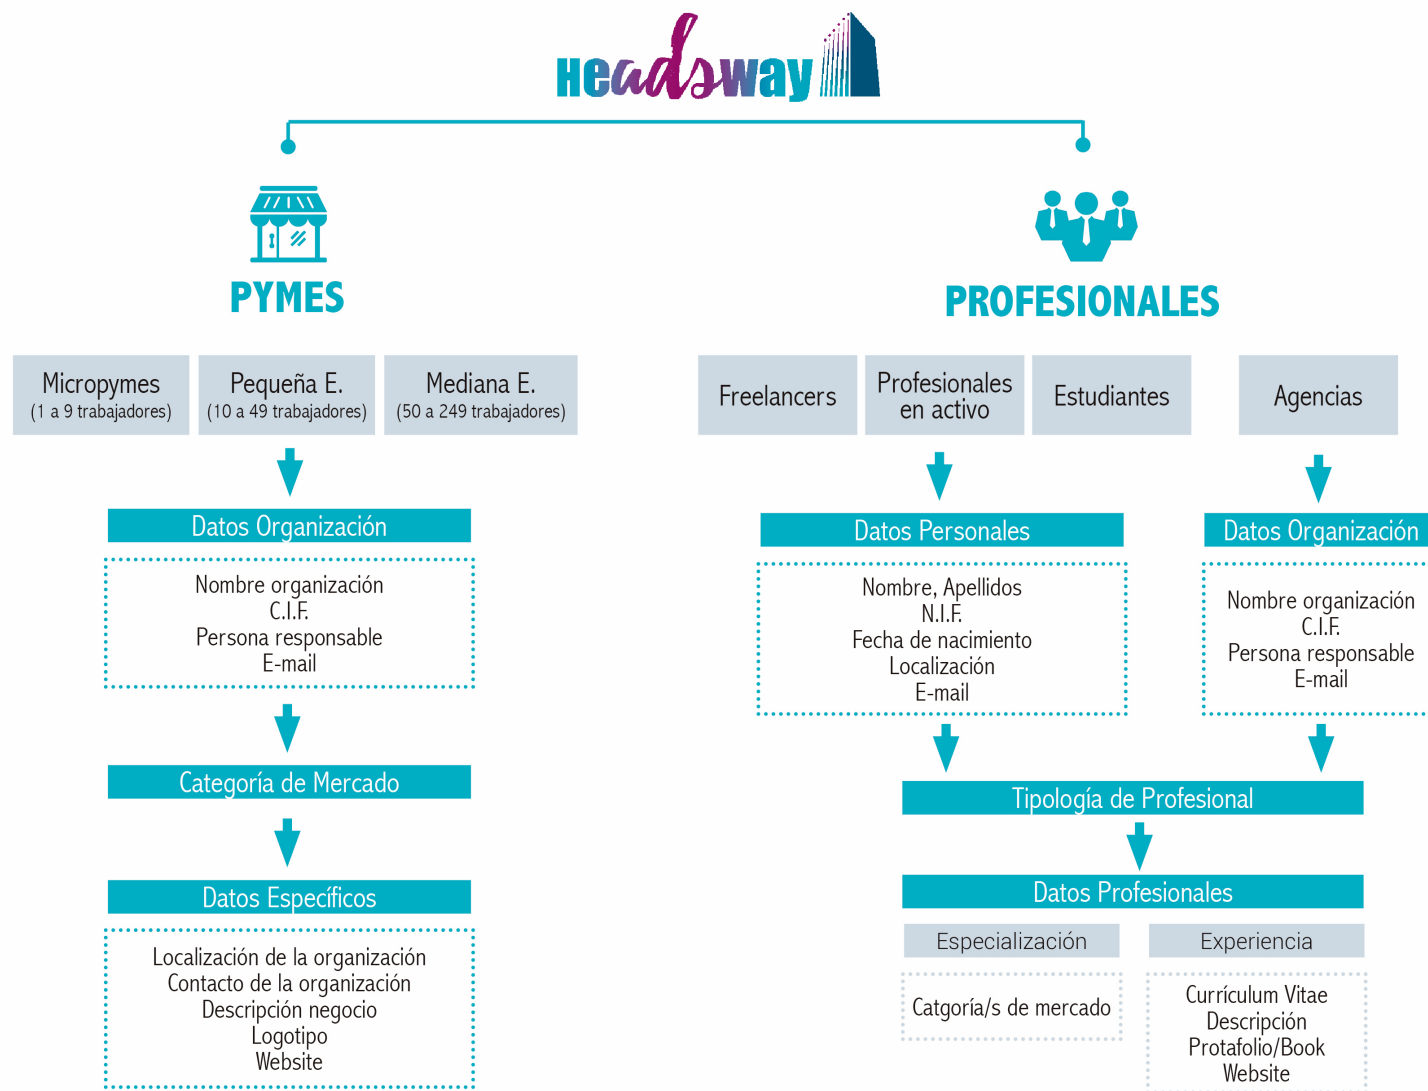 Headsway
PYMES
Micropymes
(1 a 9 trabajadores)
Pequeña E.
(10 a 49 trabajadores)
Mediana E.
(50 a 249 trabajadores)
Datos Organización
Nombre organización
C.I.F.
Persona responsable
E-mail
Categoría de Mercado
Datos Específicos
Localización de la organización
Contacto de la organización
Descripción negocio
Logotipo
Website
PROFESIONALES
Freelancers
Profesionales
en activo
Estudiantes
Agencias
Datos Personales
Nombre, Apellidos
N.I.F.
Fecha de nacimiento
Localización
E-mail
Datos Organización
Nombre organización
C.I.F.
Persona responsable
E-mail
Tipología de Profesional
Datos Profesionales
Especialización
Catgoría/s de mercado
Experiencia
Currículum Vitae
Descripción
Protafolio/Book
Website